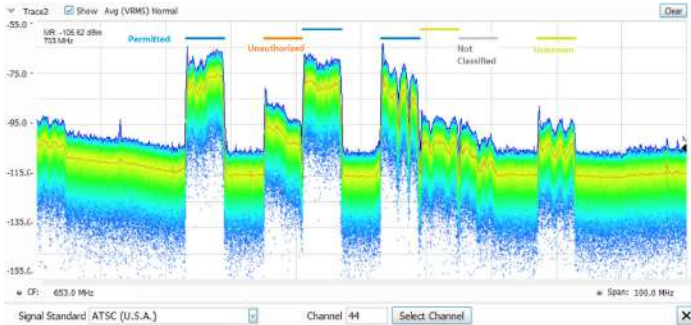 Trace2 Show Avg (VRMS) Normal Clear
-55.0
MR: -105.62 dBm
703 MHz
Permitted Unauthorized Not Classified Unknown
-75.0
-95.0
-115.0
-135.0
-155.0
CF: 653.0 MHz Span: 100.0 MHz
Signal Standard ATSC (U.S.A.) Channel 44 Select Channel